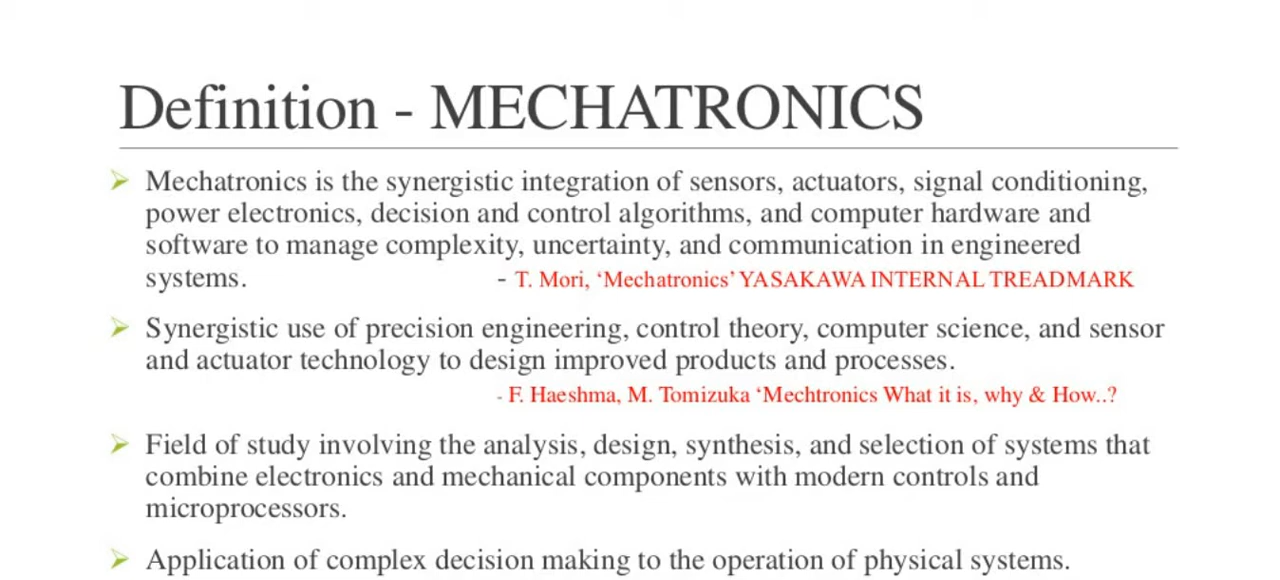 Definition - MECHATRONICS
Mechatronics is the synergistic integration of sensors, actuators, signal conditioning,
power electronics, decision and control algorithms, and computer hardware and
software to manage complexity, uncertainty, and communication in engineered
systems. - T. Mori, ‘Mechatronics’ YASAKAWA INTERNAL TREADMARK
Synergistic use of precision engineering, control theory, computer science, and sensor
and actuator technology to design improved products and processes.
- F. Haeshma, M. Tomizuka ‘Mechtronics What it is, why & How..?
Field of study involving the analysis, design, synthesis, and selection of systems that
combine electronics and mechanical components with modern controls and
microprocessors.
Application of complex decision making to the operation of physical systems.